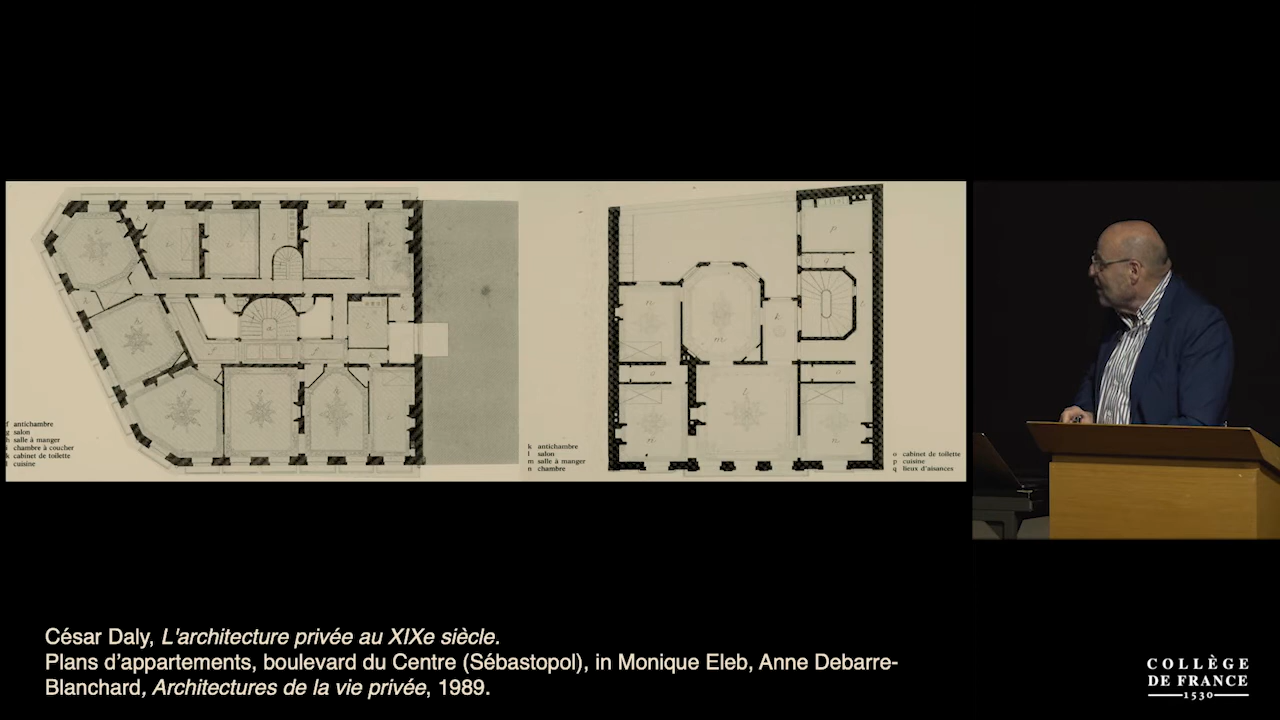 f antichambre
g salon
h salle à manger
i chambre à coucher
k cabinet de toilette
l cuisine
k antichambre
l salon
m salle à manger
n chambre
o cabinet de toilette
p cuisine
q lieux d'aisances
César Daly, L'architecture privée au XIXe siècle.
Plans d'appartements, boulevard du Centre (Sébastopol), in Monique Eleb, Anne Debarre-
Blanchard, Architectures de la vie privée, 1989.
COLLÈGE
DE FRANCE
1530